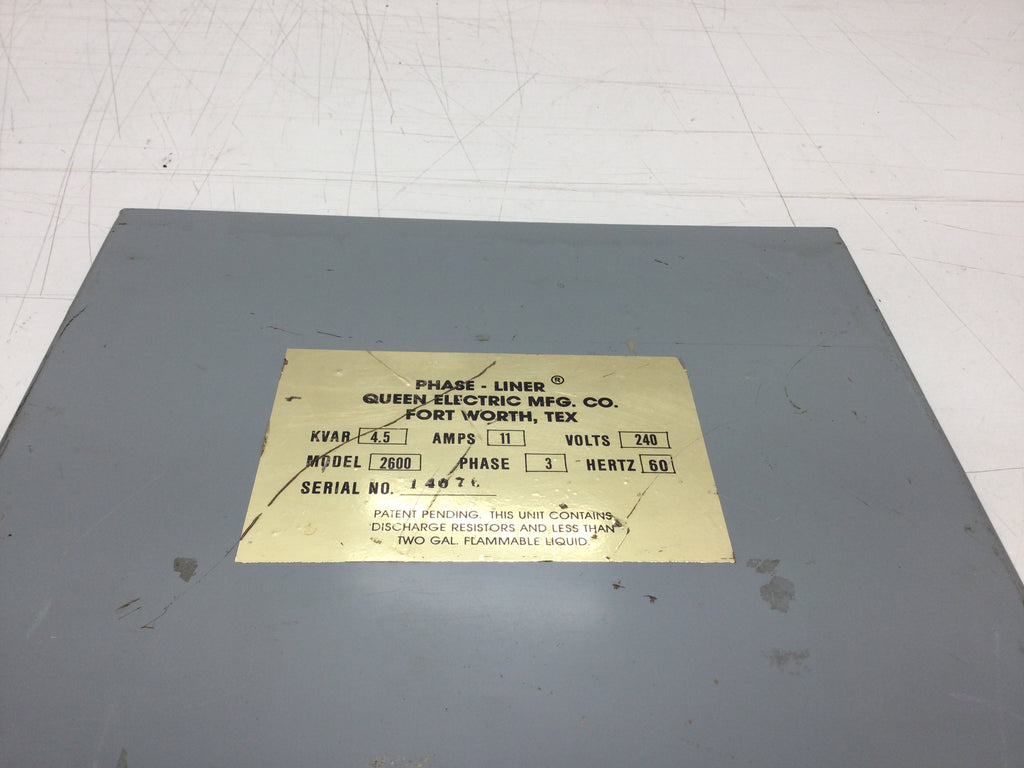 PHASE - LINER ®
QUEEN ELECTRIC MFG. CO.
FORT WORTH, TEX
KVAR 4.5 AMPS 11 VOLTS 240
MODEL 2600 PHASE 3 HERTZ 60
SERIAL NO.
PATENT PENDING. THIS UNIT CONTAINS
DISCHARGE RESISTORS AND LESS THAN
TWO GAL. FLAMMABLE LIQUID.